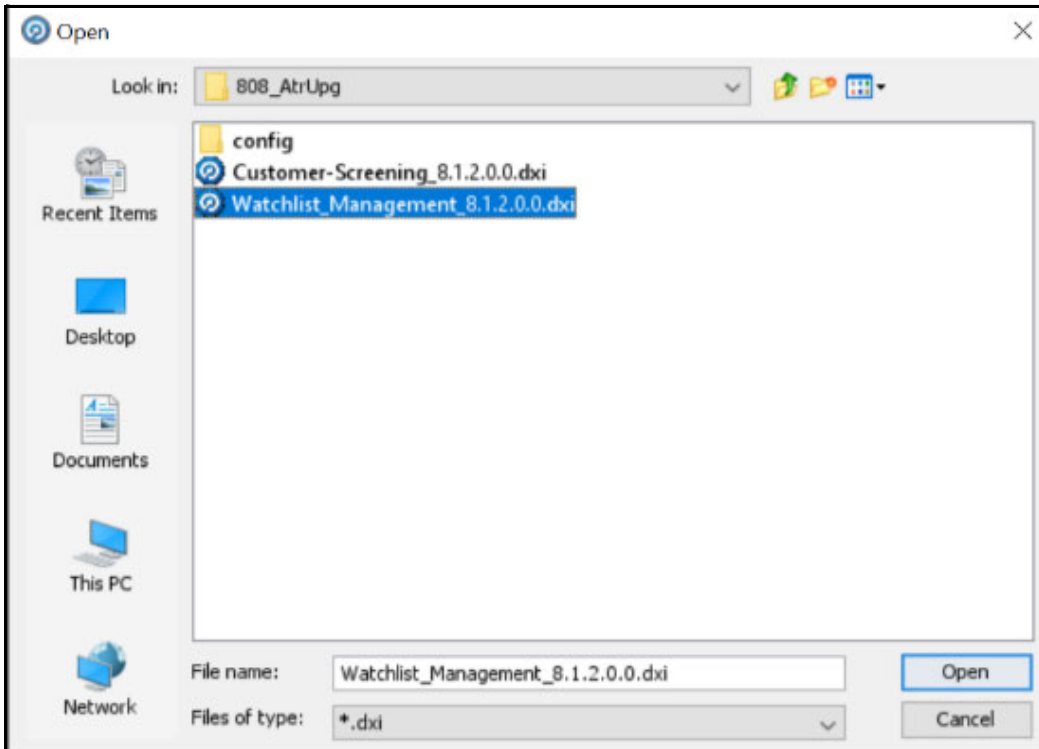 Open
Look in: 808_AtrUpg
config
Customer-Screening_8.1.2.0.0.dxi
Watchlist_Management_8.1.2.0.0.dxi
Recent Items
Desktop
Documents
This PC
Network
File name: Watchlist_Management_8.1.2.0.0.dxi Open
Files of type: *.dxi Cancel